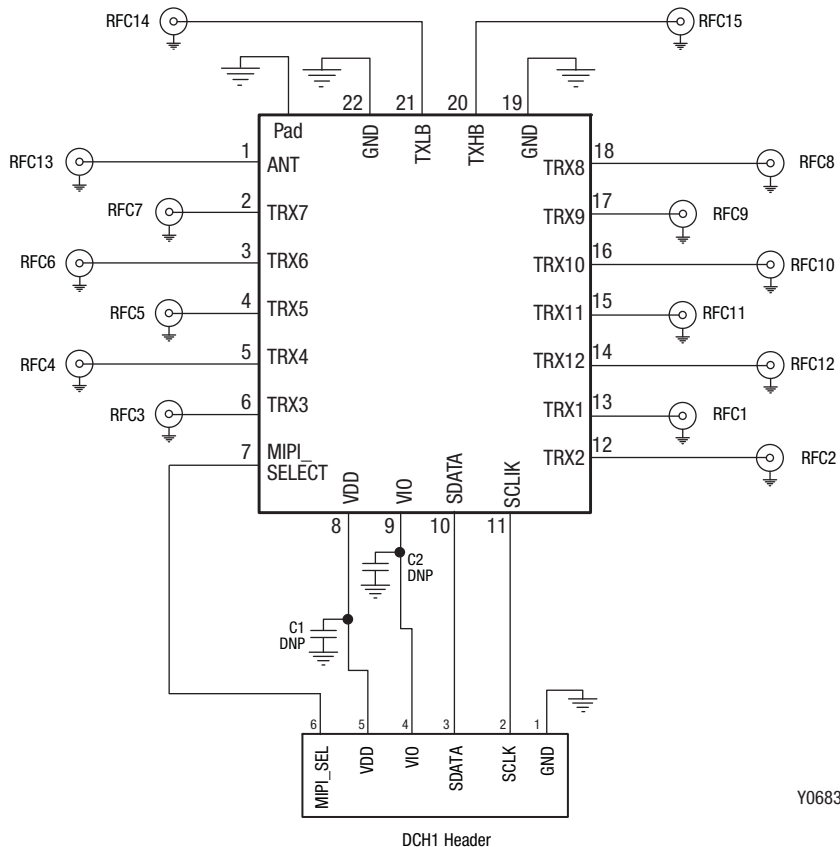 RFC14
RFC15
22
21
20
19
Pad
GND
TXLB
TXHB
GND
RFC13
1
ANT
TRX8
18
RFC8
RFC7
2
TRX7
TRX9
17
RFC9
RFC6
3
TRX6
TRX10
16
RFC10
RFC5
4
TRX5
TRX11
15
RFC11
RFC4
5
TRX4
TRX12
14
RFC12
RFC3
6
TRX3
TRX1
13
RFC1
7
MIPI_
SELECT
TRX2
12
RFC2
VDD
VIO
SDATA
SCLIK
8
9
10
11
C2
DNP
C1
DNP
6
5
4
3
2
1
MIPI_SEL
VDD
VIO
SDATA
SCLK
GND
DCH1 Header
Y0683